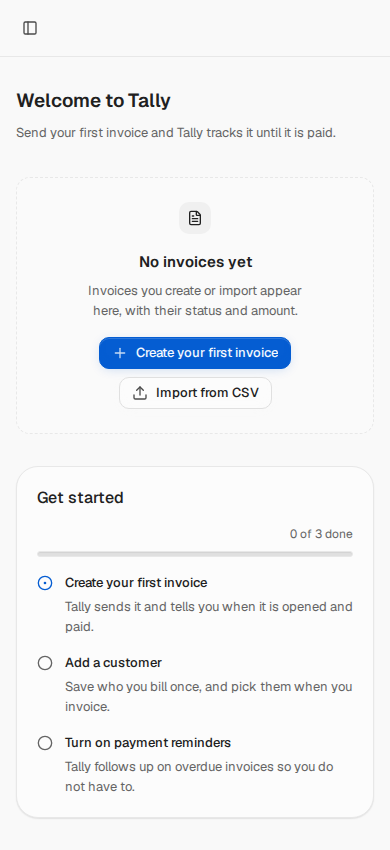 Welcome to Tally
Send your first invoice and Tally tracks it until it is paid.
No invoices yet
Invoices you create or import appear
here, with their status and amount.
Create your first invoice
Import from CSV
Get started
0 of 3 done
Create your first invoice
Tally sends it and tells you when it is opened and
paid.
Add a customer
Save who you bill once, and pick them when you
invoice.
Turn on payment reminders
Tally follows up on overdue invoices so you do
not have to.